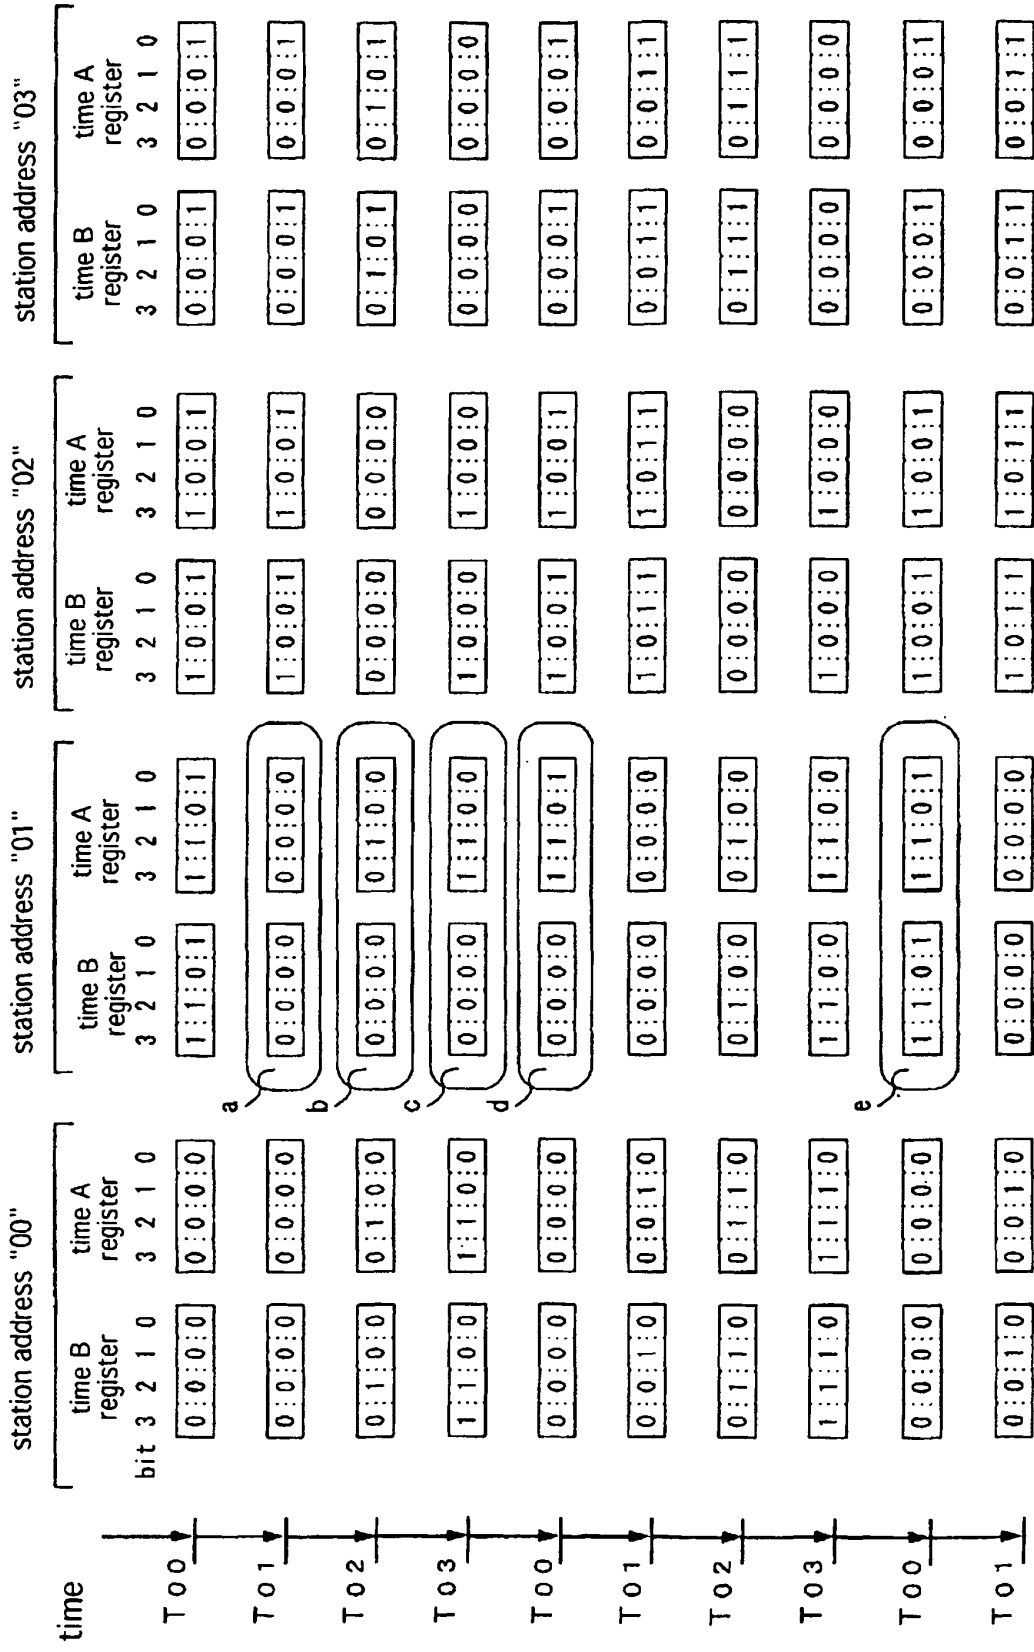 station address "00" station address "01" station address "02" station address "03"
time time B time A time B time A time B time A time B time A
register register register register register register register register
bit 3 2 1 0 3 2 1 0 3 2 1 0 3 2 1 0 3 2 1 0 3 2 1 0 3 2 1 0 3 2 1 0
T00 0:0:0:0 0:0:0:0 1:1:0:1 1:1:0:1 1:0:0:1 1:0:0:1 0:0:0:1 0:0:0:1
T01 0:0:0:0 0:0:0:0 a 0:0:0:0 0:0:0:0 1:0:0:1 1:0:0:1 0:0:0:1 0:0:0:1
T02 0:1:0:0 0:1:0:0 b 0:0:0:0 0:1:0:0 0:0:0:0 0:0:0:0 0:1:0:1 0:1:0:1
T03 1:1:0:0 1:1:0:0 c 0:0:0:0 1:1:0:0 1:0:0:0 1:0:0:0 0:0:0:0 0:0:0:0
T00 0:0:0:0 0:0:0:0 d 0:0:0:0 1:1:0:1 1:0:0:1 1:0:0:1 0:0:0:1 0:0:0:1
T01 0:0:1:0 0:0:1:0 0:0:0:0 0:0:0:0 1:0:1:1 1:0:1:1 0:0:1:1 0:0:1:1
T02 0:1:1:0 0:1:1:0 0:1:0:0 0:1:0:0 0:0:0:0 0:0:0:0 0:1:1:1 0:1:1:1
T03 1:1:1:0 1:1:1:0 1:1:0:0 1:1:0:0 1:0:0:0 1:0:0:0 0:0:0:0 0:0:0:0
T00 0:0:0:0 0:0:0:0 e 1:1:0:1 1:1:0:1 1:0:0:1 1:0:0:1 0:0:0:1 0:0:0:1
T01 0:0:1:0 0:0:1:0 0:0:0:0 0:0:0:0 1:0:1:1 1:0:1:1 0:0:1:1 0:0:1:1